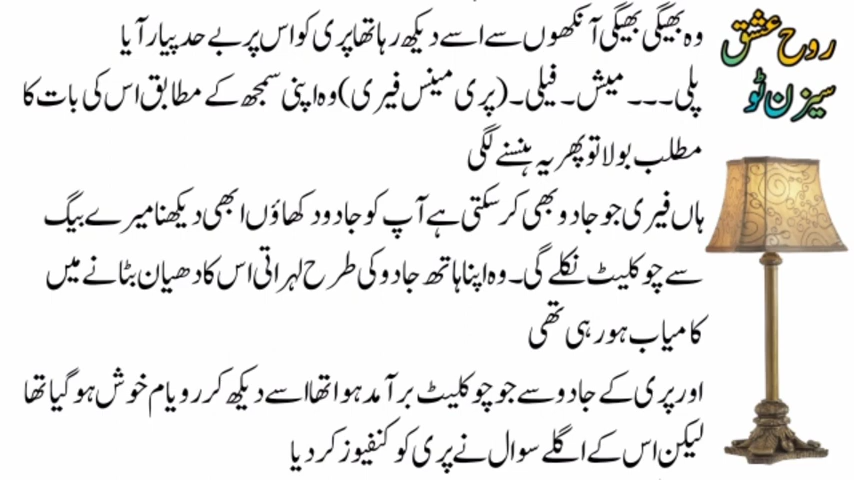 روح عشق
سیزن ٹو
وہ بھیگی بھیگی آنکھوں سے اسے دیکھ رہا تھا پری کو اس پر بے حد پیار آیا
پلی۔۔۔ میش۔ فیلی۔ (پری مینس فیری) وہ اپنی سمجھ کے مطابق اس کی بات کا
مطلب بولا تو پھر یہ ہنسنے لگی
ہاں فیری جو جادو بھی کر سکتی ہے آپ کو جادو دکھاؤں ابھی دیکھنا میرے بیگ
سے چوکلیٹ نکلے گی۔ وہ اپنا ہاتھ جادو کی طرح لہراتی اس کا دھیان بٹانے میں
کامیاب ہو رہی تھی
اور پری کے جادو سے جو چوکلیٹ برآمد ہوا تھا اسے دیکھ کر رویام خوش ہو گیا تھا
لیکن اس کے اگلے سوال نے پری کو کنفیوز کر دیا